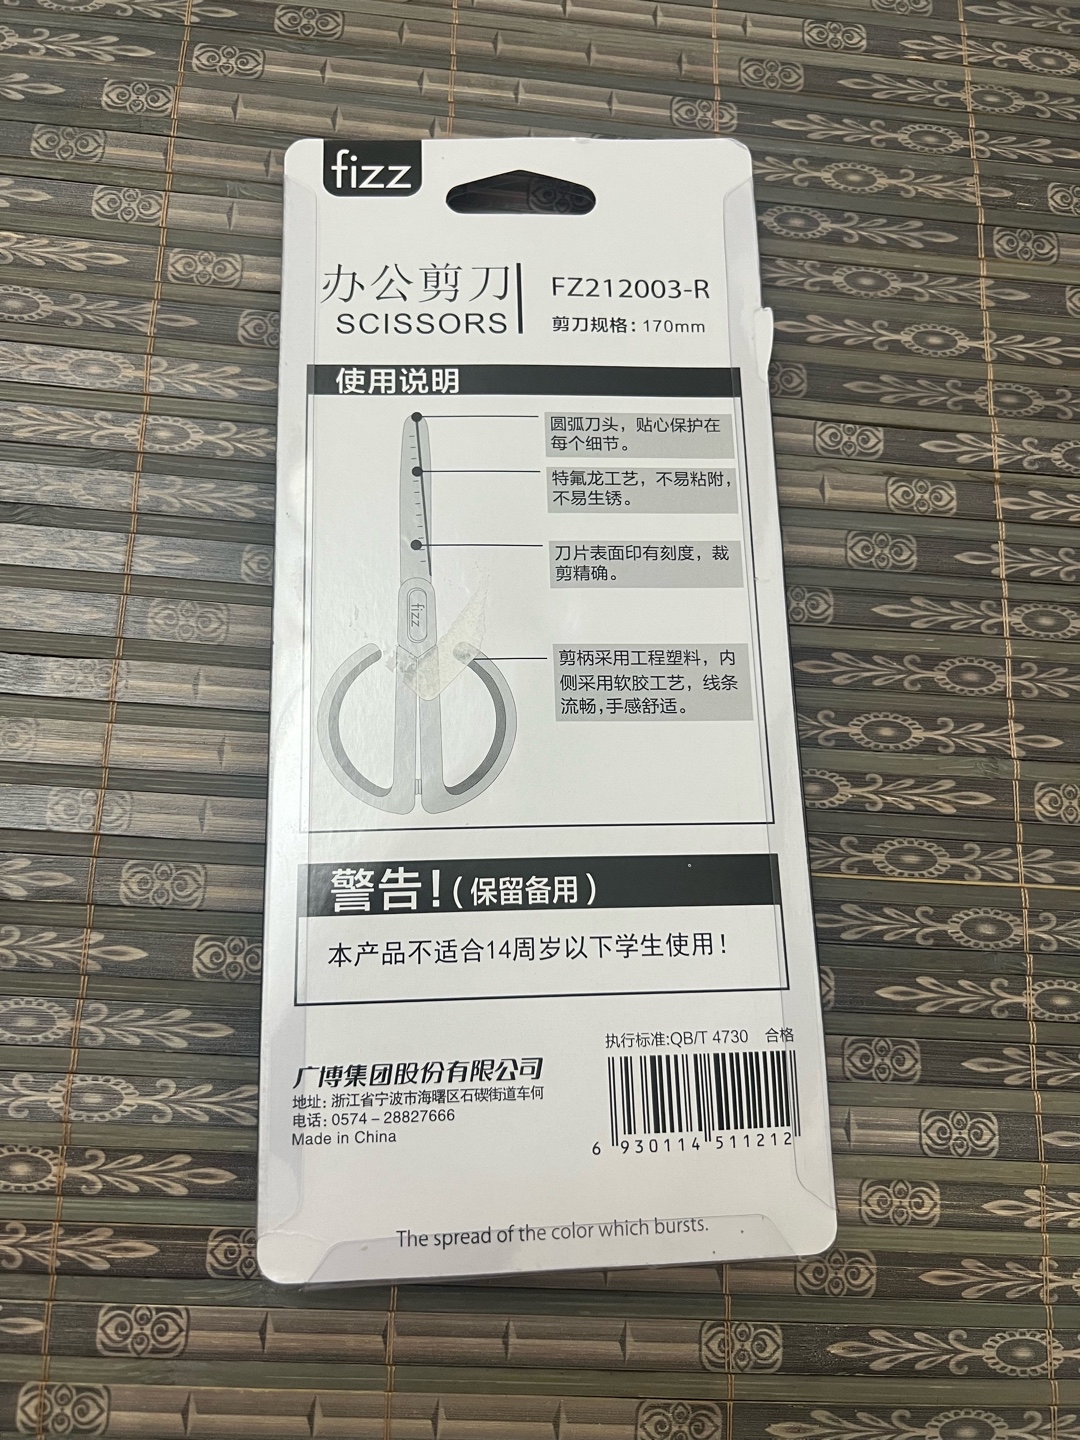 fizz
办公剪刀
SCISSORS
FZ212003-R
剪刀规格：170mm
使用说明
圆弧刀头，贴心保护在
每个细节。
特氟龙工艺，不易粘附，
不易生锈。
刀片表面印有刻度，裁
剪精确。
fizz
剪柄采用工程塑料，内
侧采用软胶工艺，线条
流畅，手感舒适。
警告！（保留备用）
本产品不适合14周岁以下学生使用！
执行标准:QB/T 4730 合格
广博集团股份有限公司
地址：浙江省宁波市海曙区石碶街道车何
电话：0574－28827666
Made in China
6 930114 511212
The spread of the color which bursts.